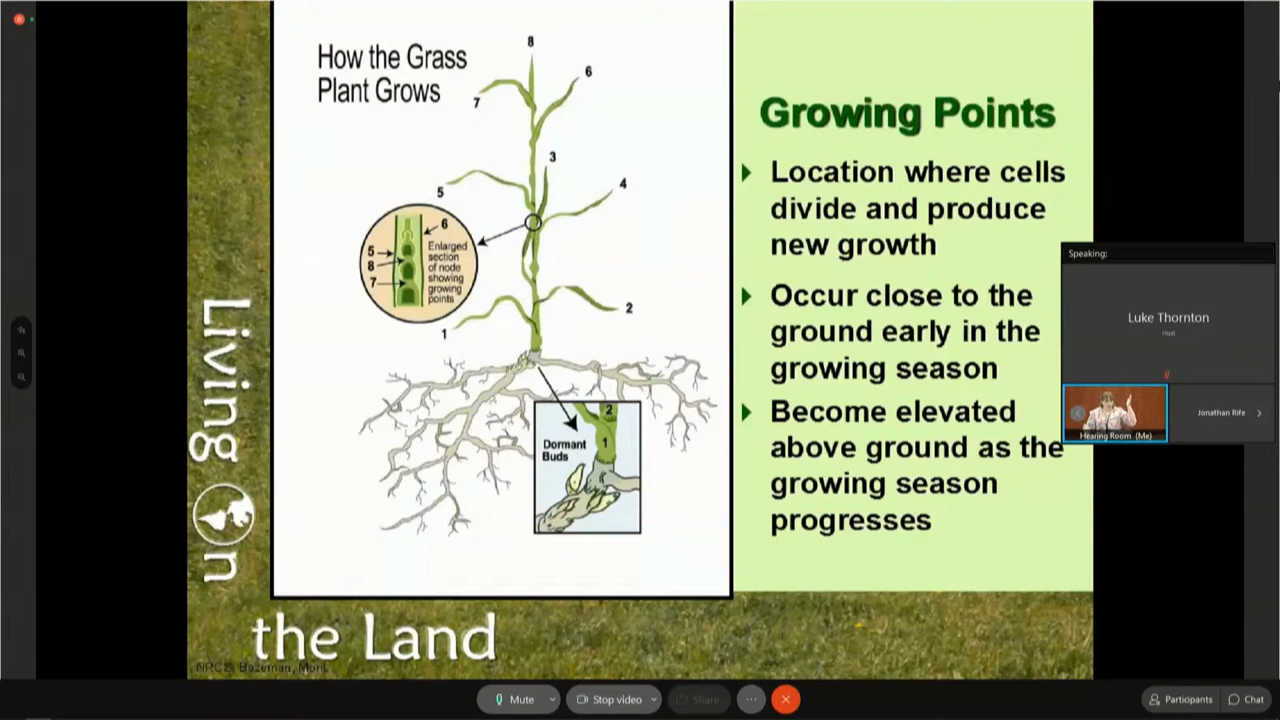 How the Grass
Plant Grows
8
6
7
3
4
5
6
5
8
7
Enlarged
section
of node
showing
growing
points
2
1
Dormant
Buds
2
1
Growing Points
Location where cells
divide and produce
new growth
Occur close to the
ground early in the
growing season
Become elevated
above ground as the
growing season
progresses
Living On
the Land
NRCS, Bozeman, Mont.
Speaking:
Luke Thornton
Host
Hearing Room (Me)
Jonathan Rife
Mute
Stop video
Share
Participants
Chat